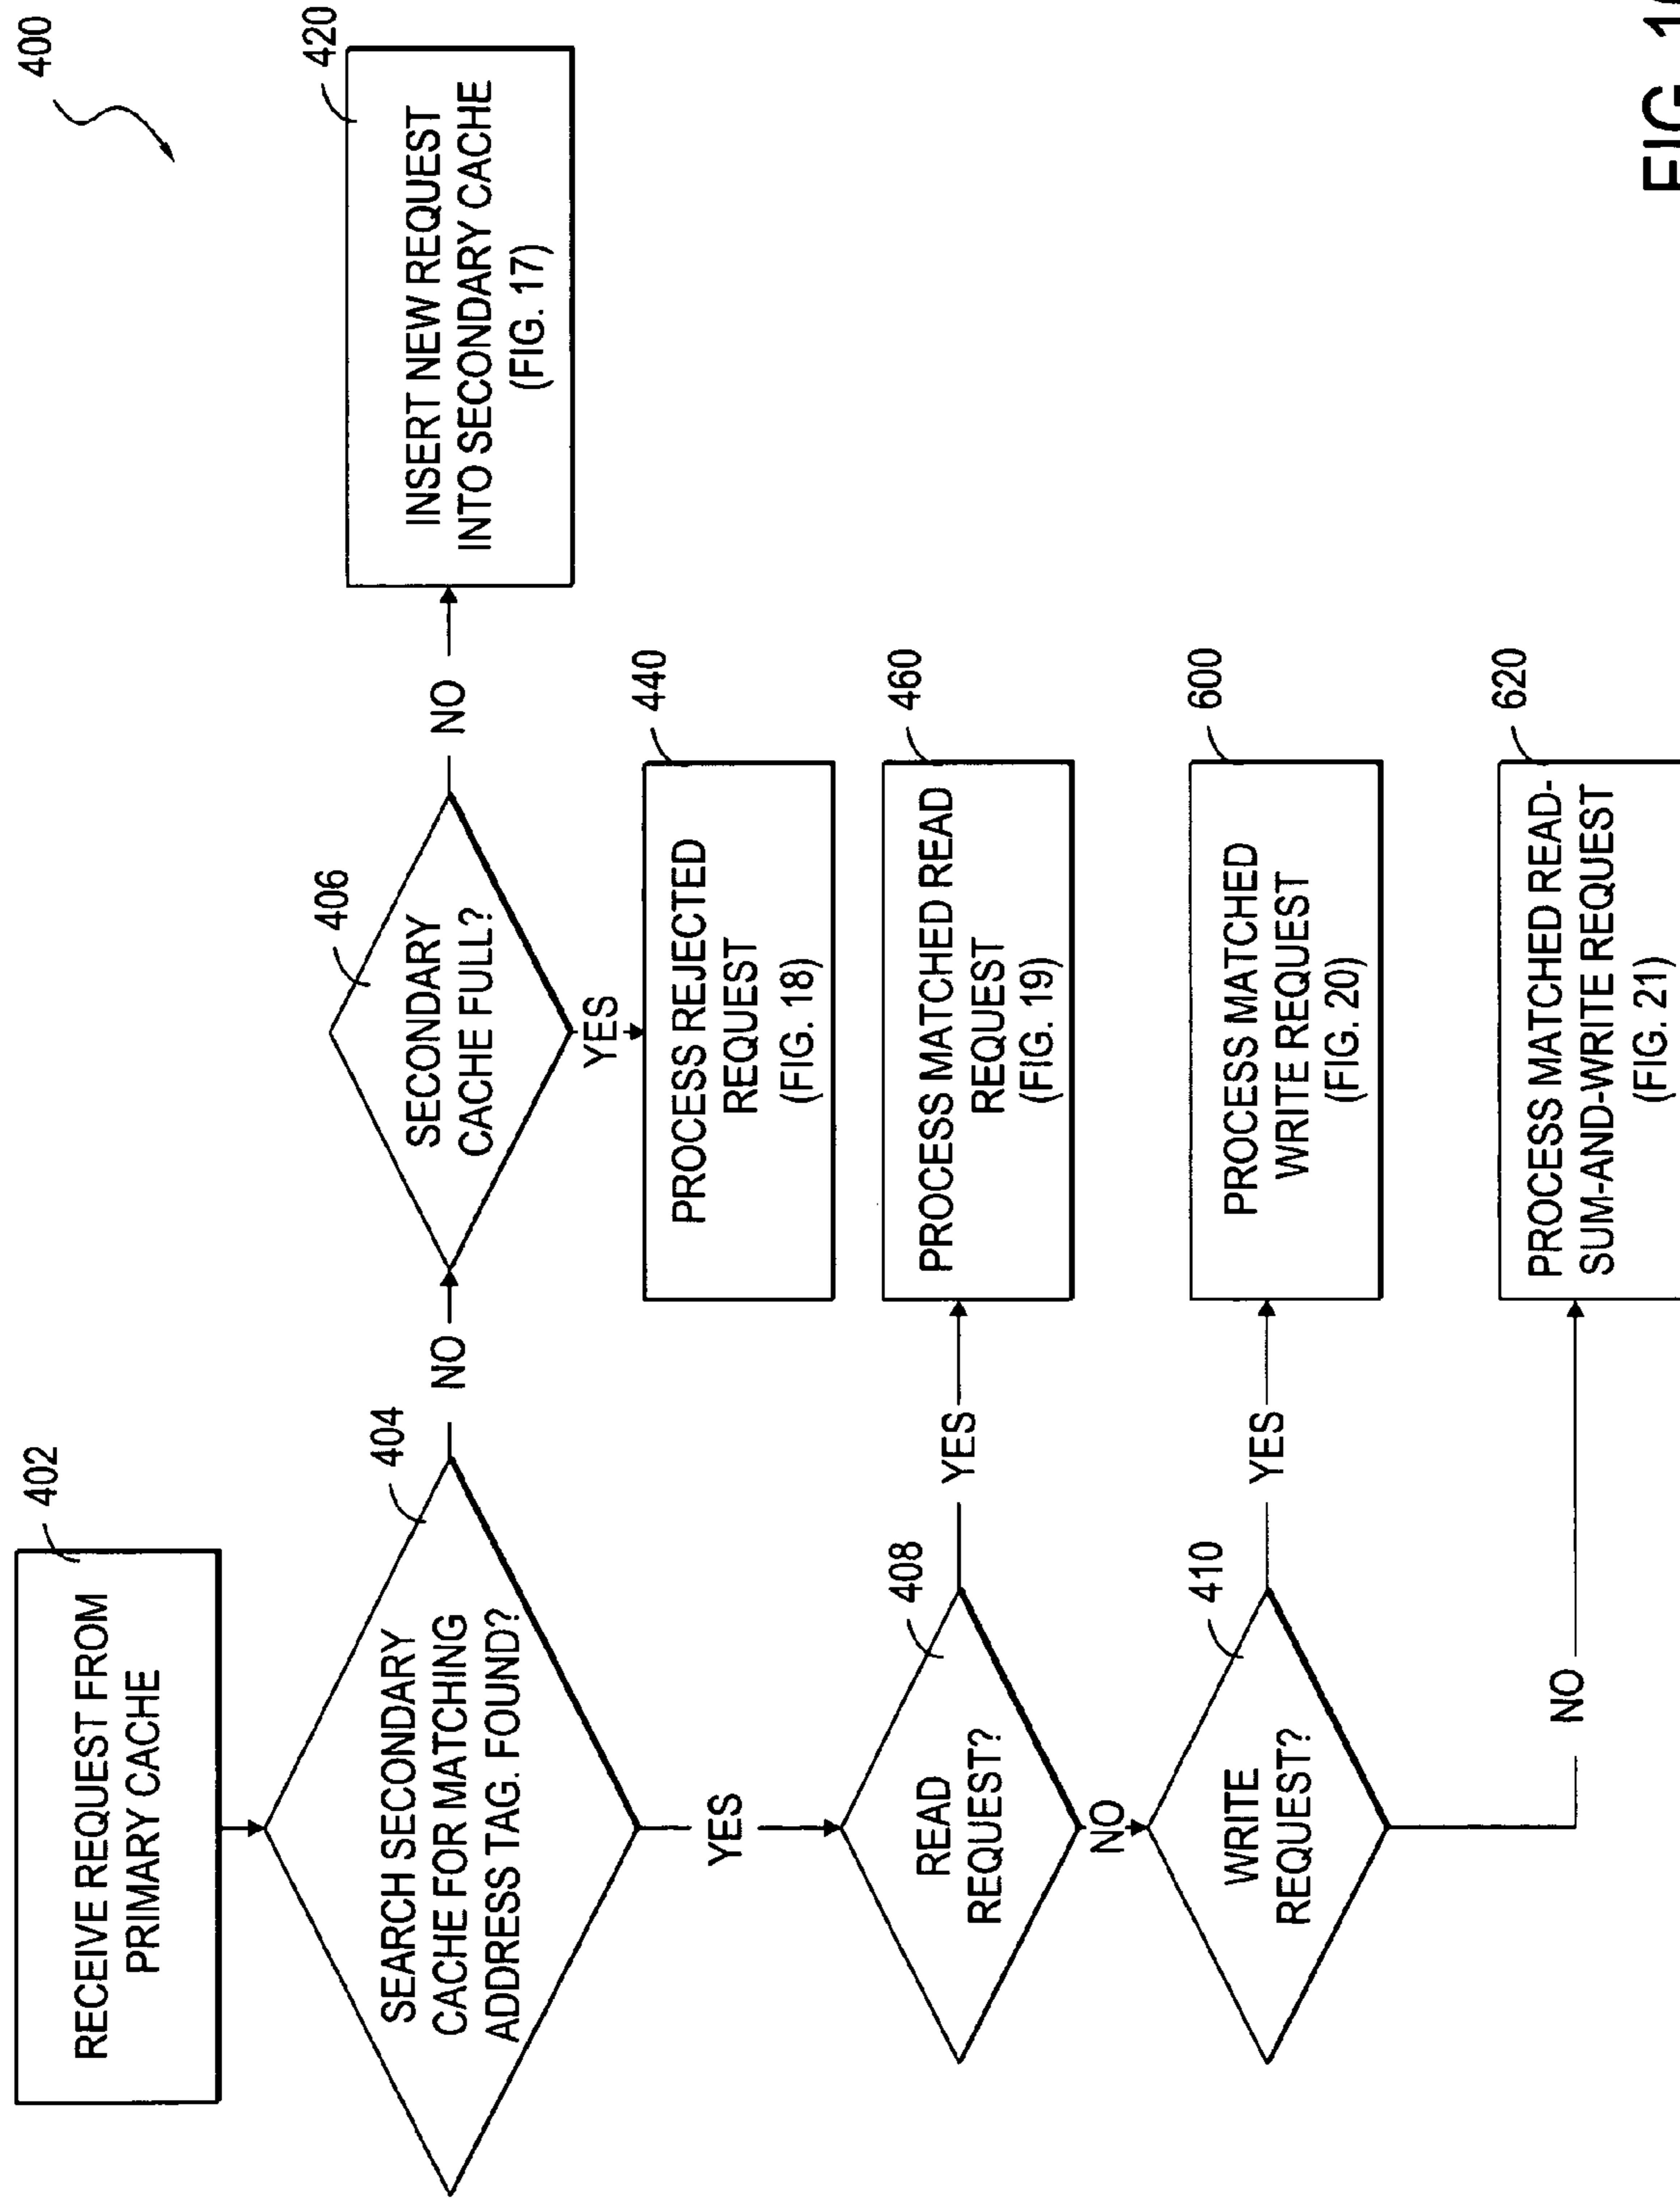 400
402
RECEIVE REQUEST FROM
PRIMARY CACHE
404
SEARCH SECONDARY
CACHE FOR MATCHING
ADDRESS TAG. FOUND?
NO
406
SECONDARY
CACHE FULL?
NO
420
INSERT NEW REQUEST
INTO SECONDARY CACHE
(FIG. 17)
YES
440
PROCESS REJECTED
REQUEST
(FIG. 18)
YES
408
READ
REQUEST?
YES
460
PROCESS MATCHED READ
REQUEST
(FIG. 19)
NO
410
WRITE
REQUEST?
YES
600
PROCESS MATCHED
WRITE REQUEST
(FIG. 20)
NO
620
PROCESS MATCHED READ-
SUM-AND-WRITE REQUEST
(FIG. 21)
FIG.